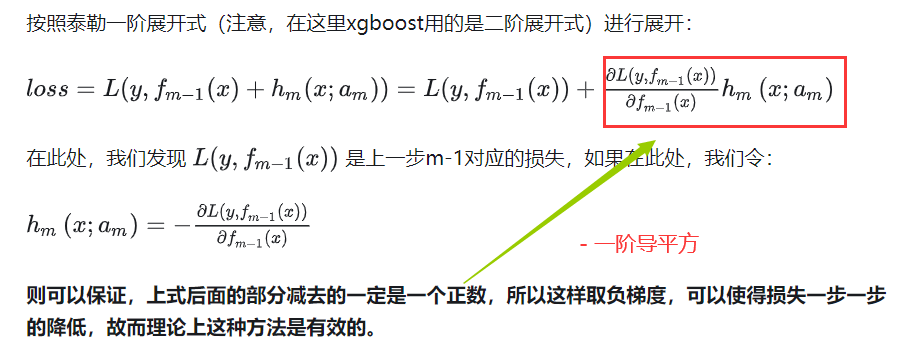 按照泰勒一阶展开式（注意，在这里xgboost用的是二阶展开式）进行展开：
loss = L(y, f_{m-1}(x) + h_m(x; a_m)) = L(y, f_{m-1}(x)) + \frac{∂L(y,f_{m-1}(x))}{∂f_{m-1}(x)} h_m (x; a_m)
在此处，我们发现 L(y, f_{m-1}(x)) 是上一步m-1对应的损失，如果在此处，我们令：
h_m (x; a_m) = -\frac{∂L(y,f_{m-1}(x))}{∂f_{m-1}(x)}
- 一阶导平方
则可以保证，上式后面的部分减去的一定是一个正数，所以这样取负梯度，可以使得损失一步一步
的降低，故而理论上这种方法是有效的。